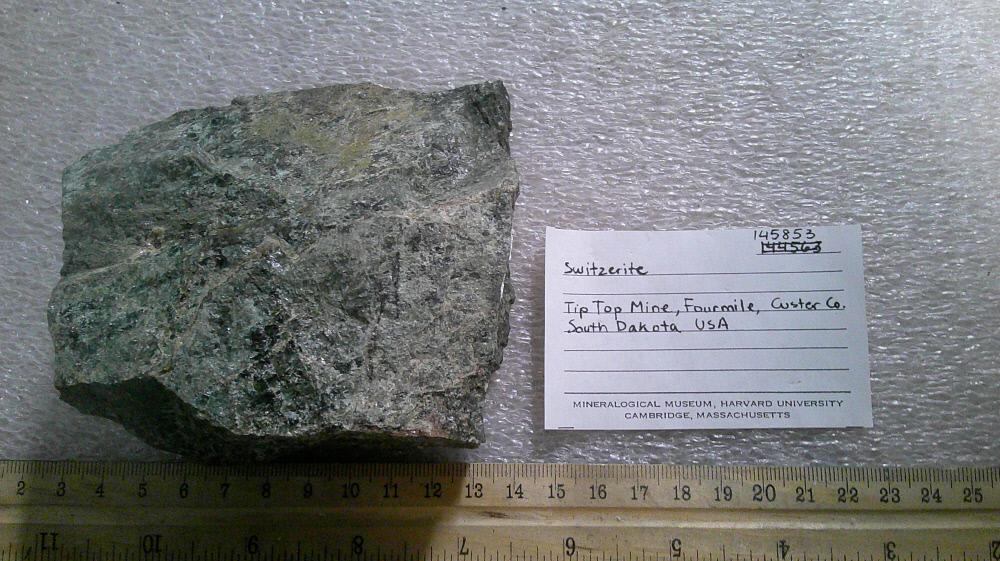 145853
144563
Switzerite
Tip Top Mine, Fourmile, Custer Co.
South Dakota USA
MINERALOGICAL MUSEUM, HARVARD UNIVERSITY
CAMBRIDGE, MASSACHUSETTS
2 3 4 5 6 7 8 9 10 11 12 13 14 15 16 17 18 19 20 21 22 23 24 25
11 10 9 8 7 6 5 4 3 2